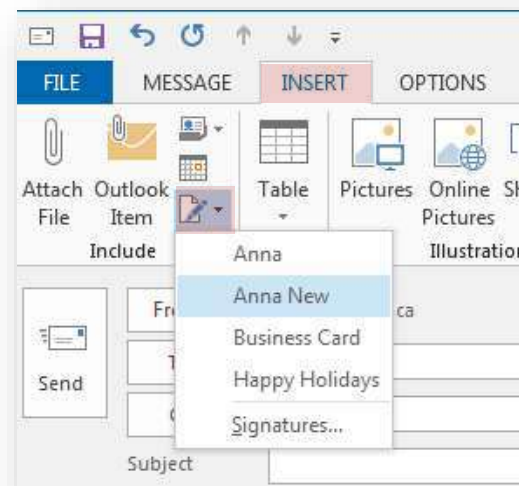 FILE MESSAGE INSERT OPTIONS
Attach File
Outlook Item
Table
Pictures
Online Pictures
Include
Anna
Anna New
Business Card
Happy Holidays
Signatures...
ca
Send
Subject